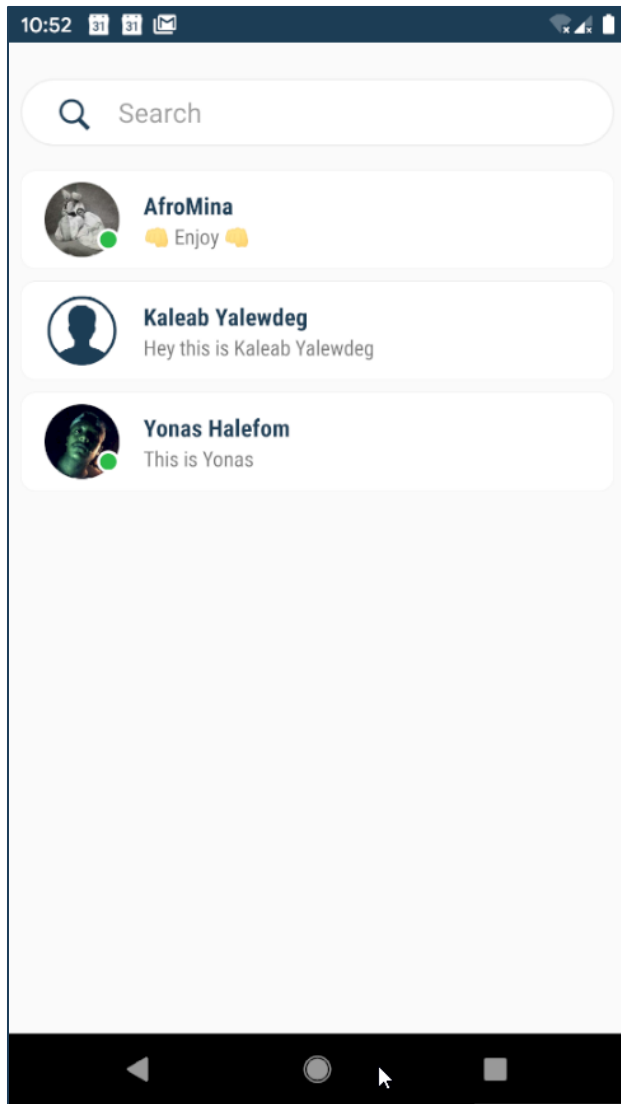 10:52 31 31
Search
AfroMina
👊 Enjoy 👊
Kaleab Yalewdeg
Hey this is Kaleab Yalewdeg
Yonas Halefom
This is Yonas